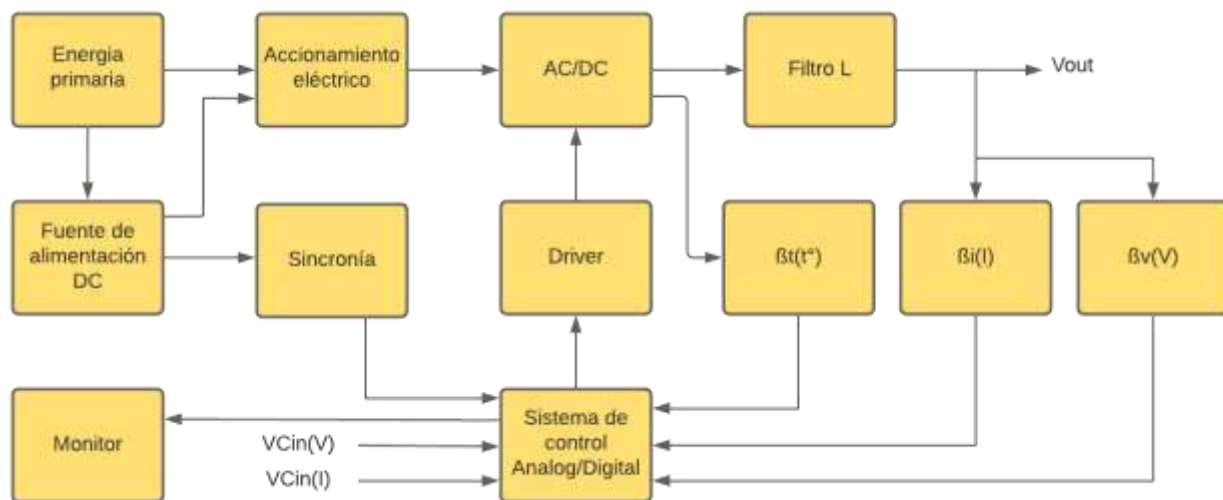 Energia
primaria
Accionamiento
eléctrico
AC/DC
Filtro L
Vout
Fuente de
alimentación
DC
Sincronía
Driver
ßt(t°)
ßi(I)
ßv(V)
Monitor
VCin(V)
VCin(I)
Sistema de
control
Analog/Digital